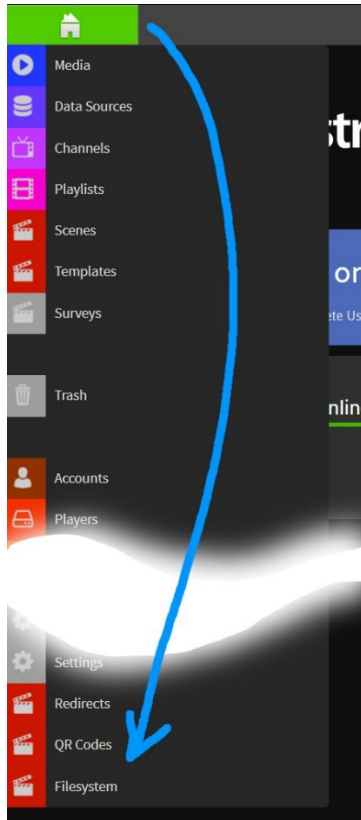 Media
Data Sources
Channels
Playlists
Scenes
Templates
Surveys
Trash
Accounts
Players
Settings
Redirects
QR Codes
Filesystem